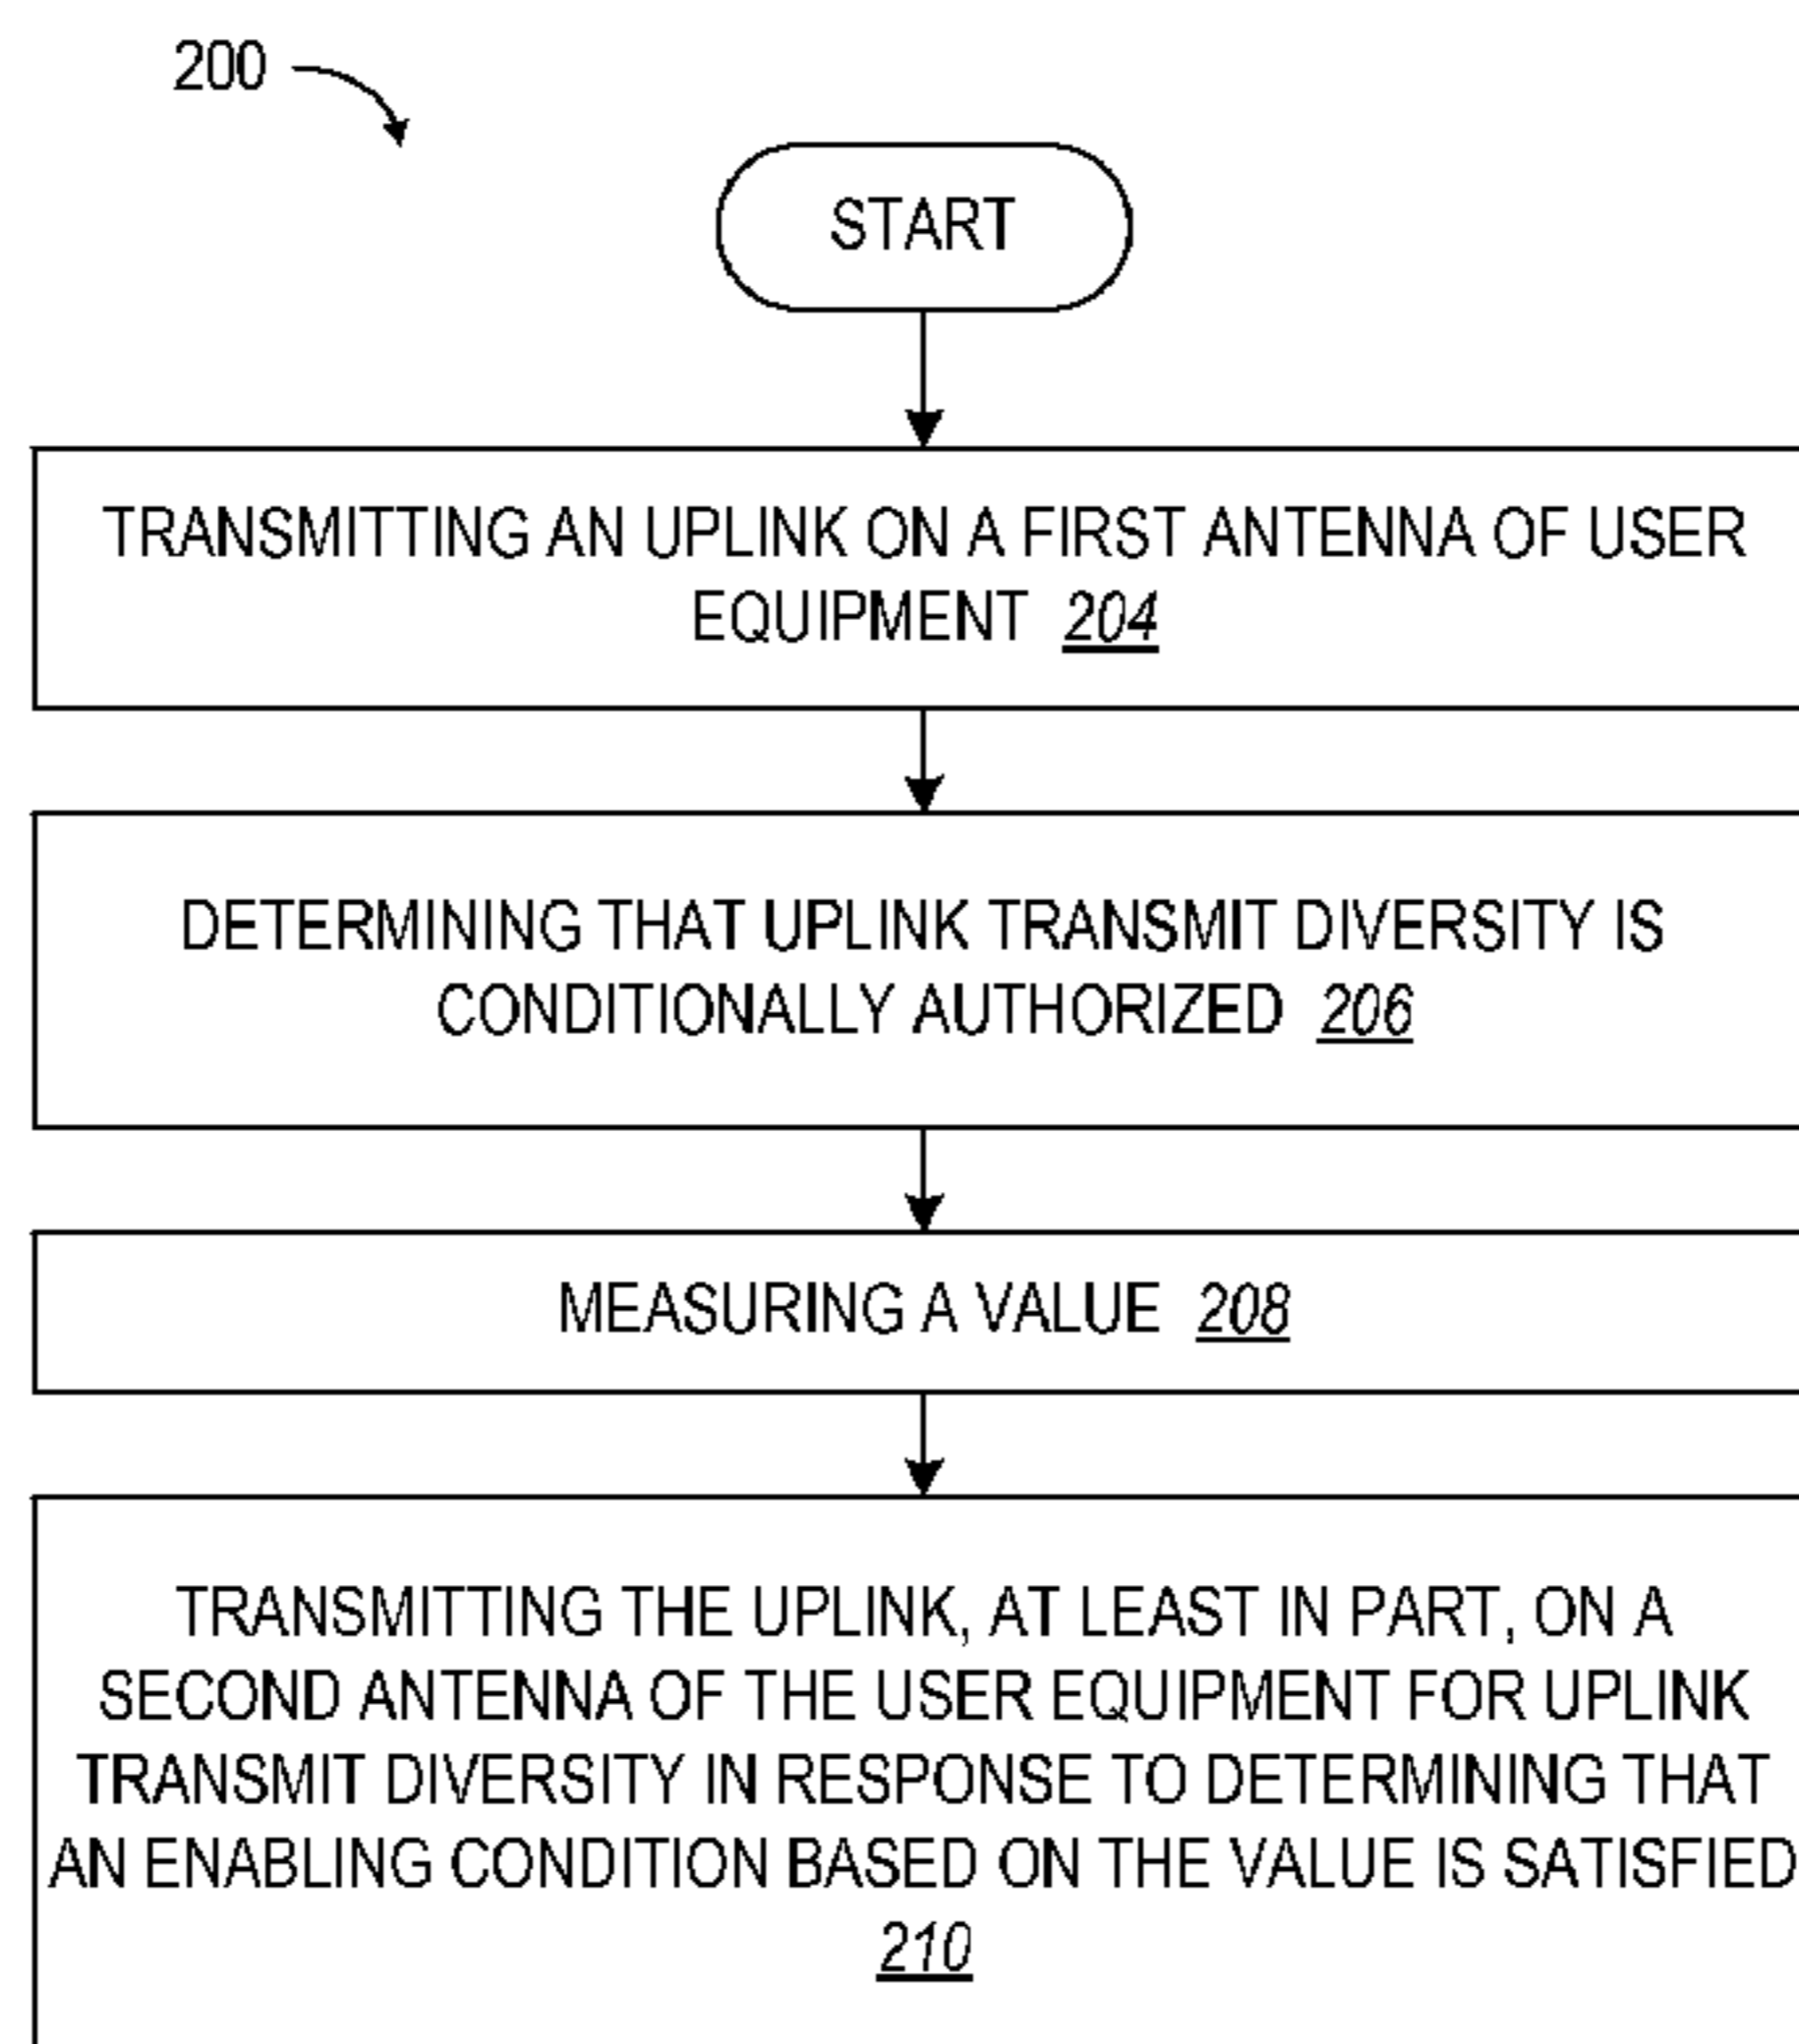 200
START
TRANSMITTING AN UPLINK ON A FIRST ANTENNA OF USER
EQUIPMENT 204
DETERMINING THAT UPLINK TRANSMIT DIVERSITY IS
CONDITIONALLY AUTHORIZED 206
MEASURING A VALUE 208
TRANSMITTING THE UPLINK, AT LEAST IN PART, ON A
SECOND ANTENNA OF THE USER EQUIPMENT FOR UPLINK
TRANSMIT DIVERSITY IN RESPONSE TO DETERMINING THAT
AN ENABLING CONDITION BASED ON THE VALUE IS SATISFIED
210